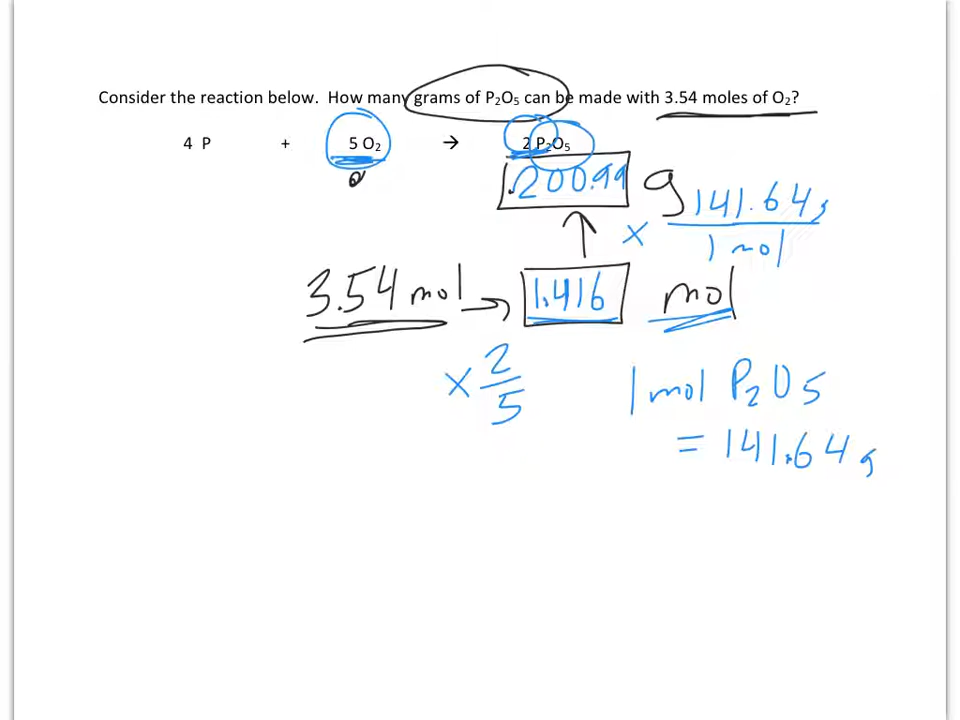 Consider the reaction below. How many grams of P₂O₅ can be made with 3.54 moles of O₂?
4 P + 5 O₂ → 2 P₂O₅
200.99 g
× 141.64 g / 1 mol
3.54 mol → 1.416 mol
× 2/5
1 mol P₂O5
= 141.64 g